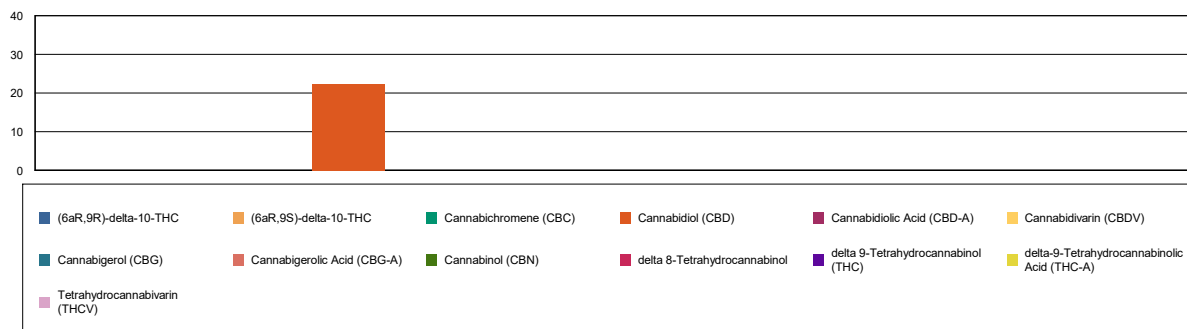 40
30
20
10
0
(6aR,9R)-delta-10-THC
(6aR,9S)-delta-10-THC
Cannabichromene (CBC)
Cannabidiol (CBD)
Cannabidiolic Acid (CBD-A)
Cannabidivarin (CBDV)
Cannabigerol (CBG)
Cannabigerolic Acid (CBG-A)
Cannabinol (CBN)
delta 8-Tetrahydrocannabinol
delta 9-Tetrahydrocannabinol
(THC)
delta-9-Tetrahydrocannabinolic
Acid (THC-A)
Tetrahydrocannabivarin
(THCV)